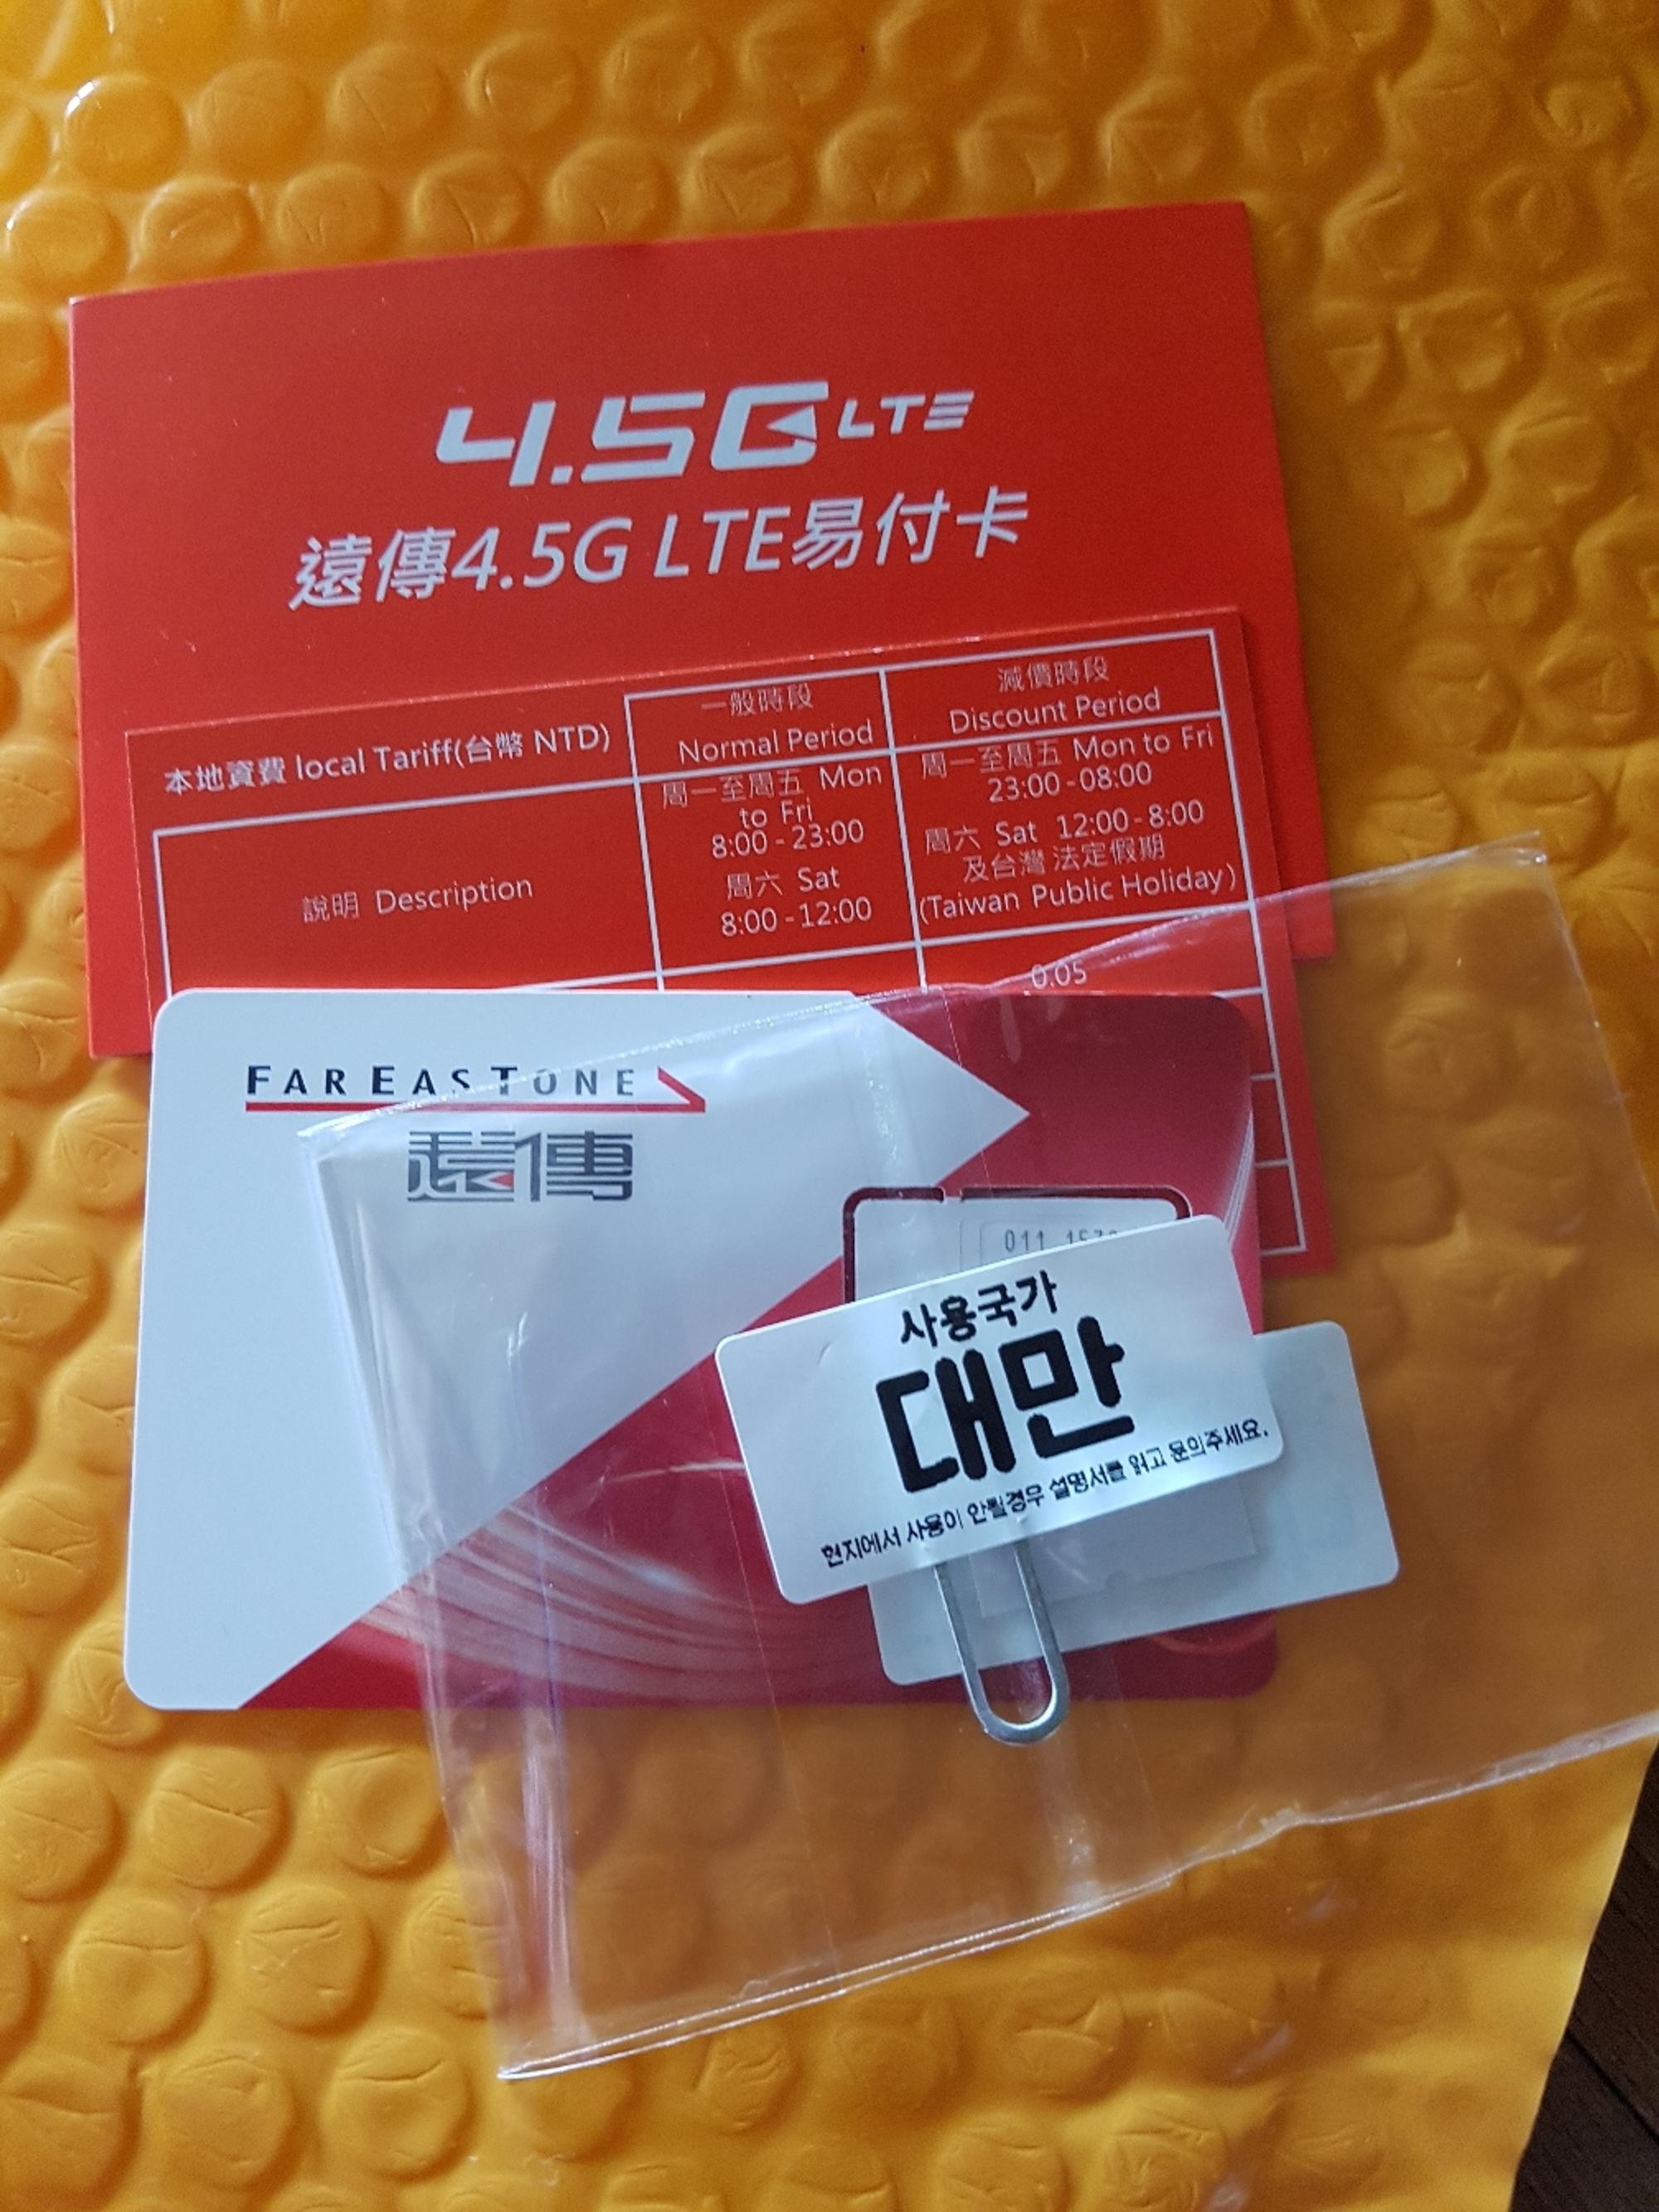 4.5G LTE
遠傳4.5G LTE易付卡
本地資費 local Tariff(台幣 NTD)
一般時段
Normal Period
減價時段
Discount Period
說明 Description
周一至周五 Mon
to Fri
8:00-23:00
周六 Sat
8:00-12:00
周一至周五 Mon to Fri
23:00-08:00
周六 Sat 12:00-8:00
及台灣 法定假期
(Taiwan Public Holiday)
0.05
FAREASTONE
遠傳
011
사용국가
대만
현지에서 사용이 안될경우 설명서를 읽고 문의주세요.